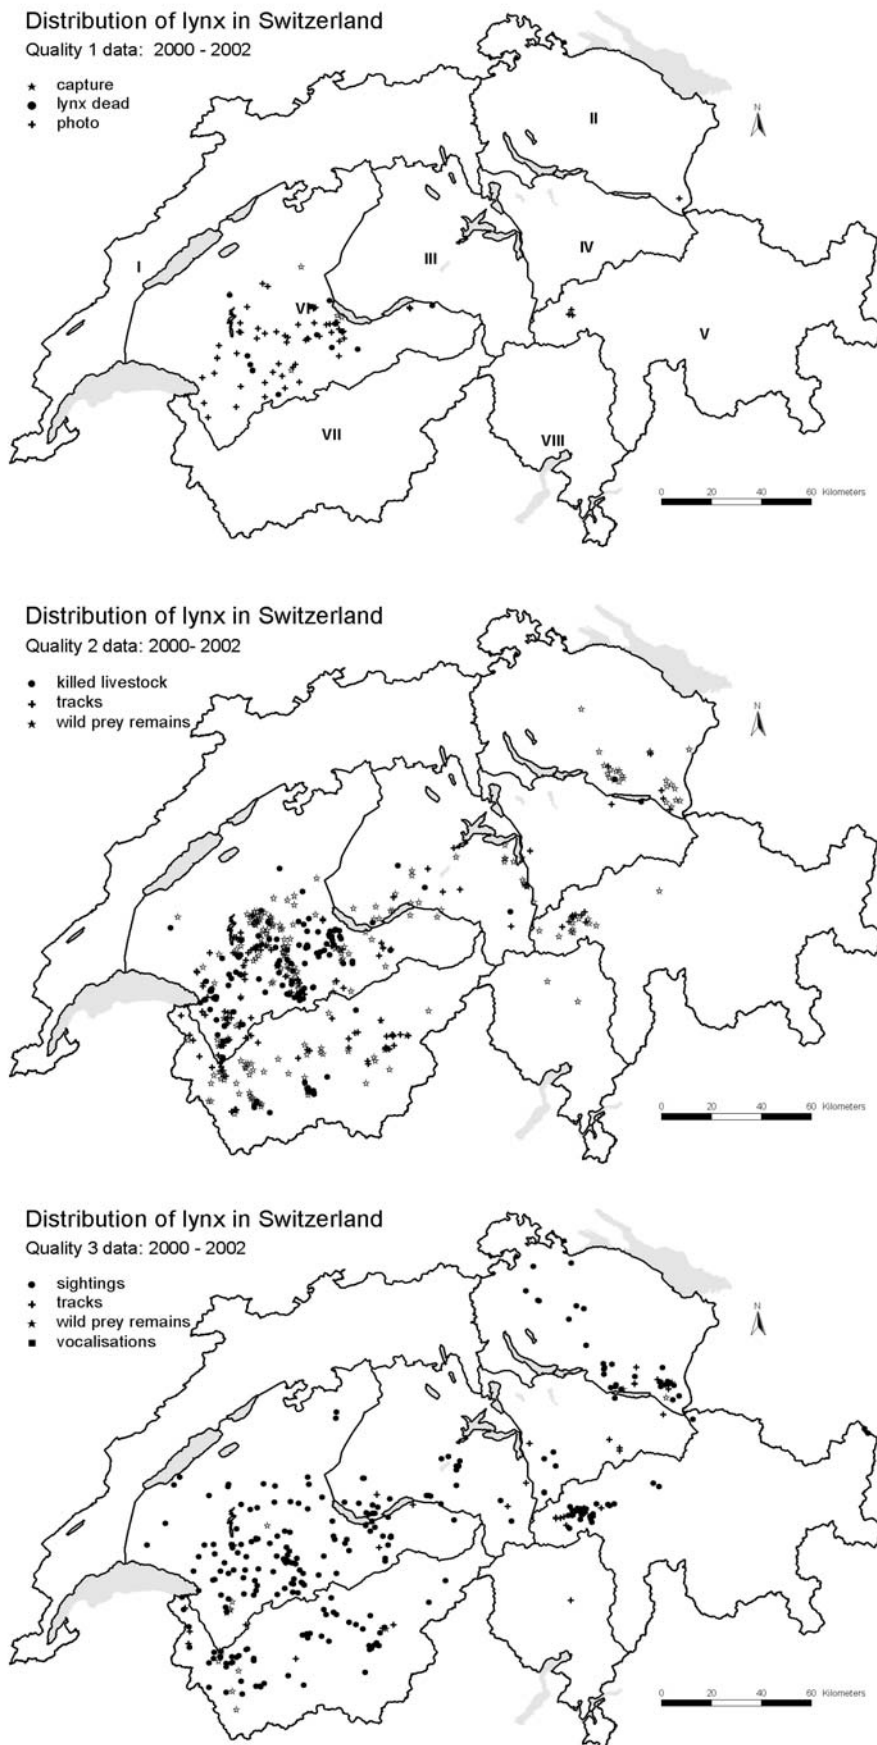 Distribution of lynx in Switzerland
Quality 1 data: 2000 - 2002
capture
lynx dead
photo
N
II
I
III
IV
VI
V
VII
VIII
0 20 40 60 Kilometers
Distribution of lynx in Switzerland
Quality 2 data: 2000- 2002
killed livestock
tracks
wild prey remains
N
0 20 40 60 Kilometers
Distribution of lynx in Switzerland
Quality 3 data: 2000 - 2002
sightings
tracks
wild prey remains
vocalisations
N
0 20 40 60 Kilometers